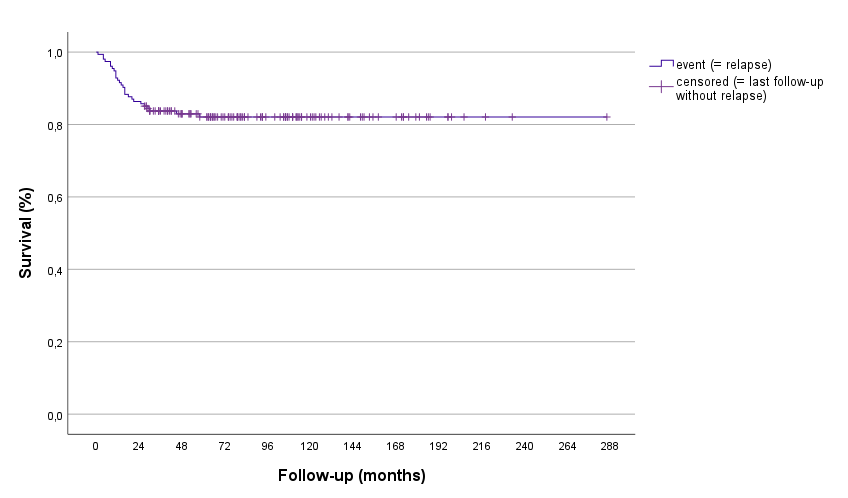 1,0
0,8
0,6
0,4
0,2
0,0
Survival (%)
0 24 48 72 96 120 144 168 192 216 240 264 288
Follow-up (months)
event (= relapse)
censored (= last follow-up
without relapse)